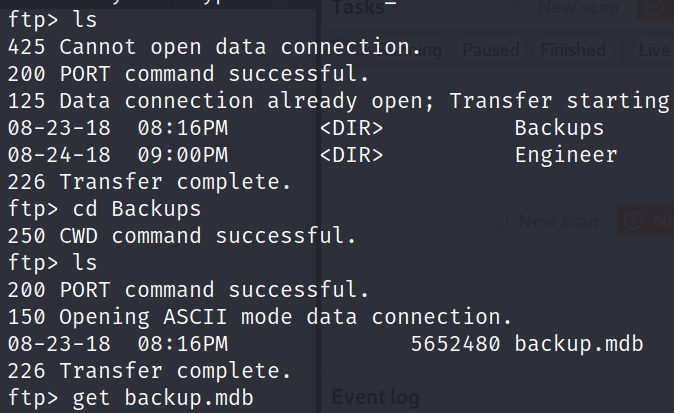 ftp> ls
425 Cannot open data connection.
200 PORT command successful.
125 Data connection already open; Transfer starting
08-23-18  08:16PM       <DIR>          Backups
08-24-18  09:00PM       <DIR>          Engineer
226 Transfer complete.
ftp> cd Backups
250 CWD command successful.
ftp> ls
200 PORT command successful.
150 Opening ASCII mode data connection.
08-23-18  08:16PM              5652480 backup.mdb
226 Transfer complete.
ftp> get backup.mdb
Tasks
New scan
Paused
Finished
Live
New scan
Event log